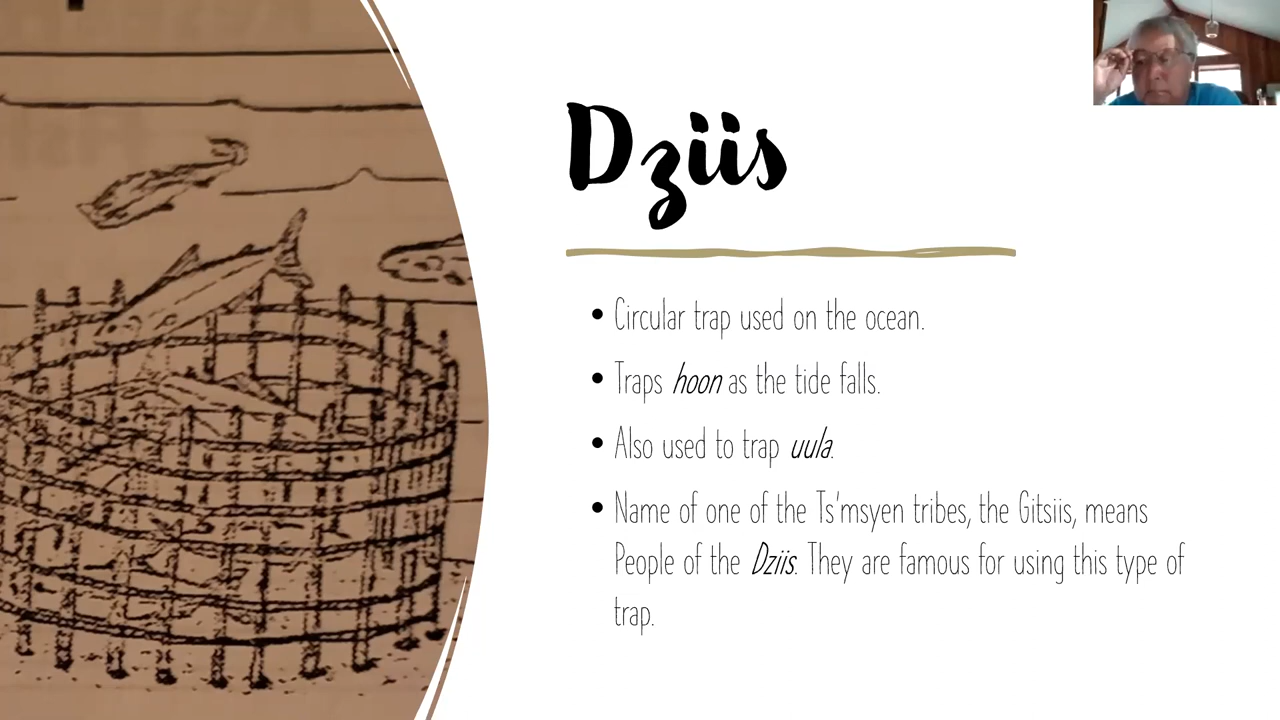 Dziis
• Circular trap used on the ocean.
• Traps hoon as the tide falls.
• Also used to trap uula.
• Name of one of the Ts'msyen tribes, the Gitsiis, means
People of the Dziis. They are famous for using this type of
trap.